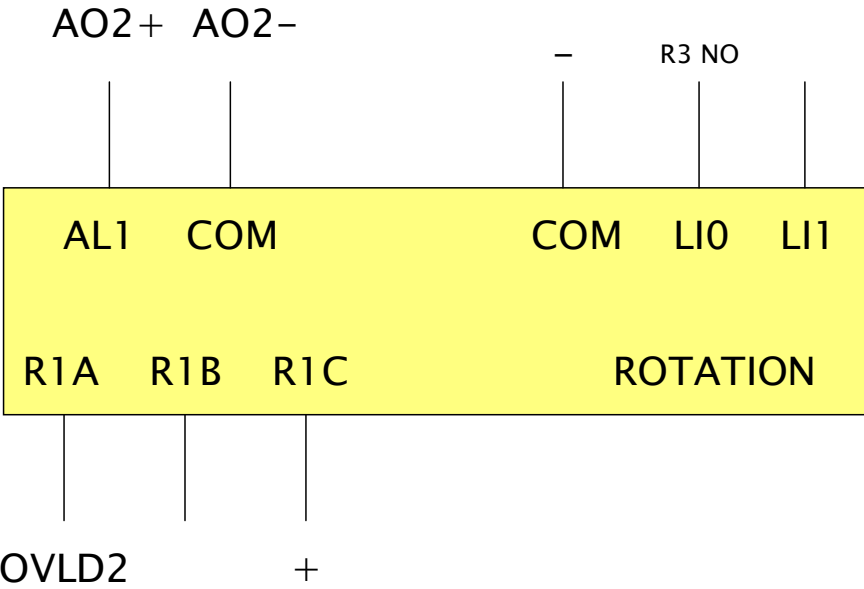 AO2+ AO2-
- R3 NO
AL1 COM COM LI0 LI1
R1A R1B R1C ROTATION
OVLD2 +